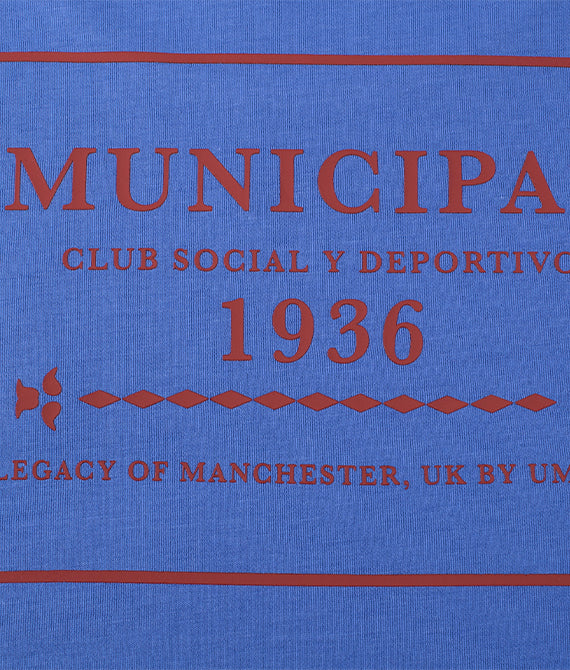 MUNICIPA
CLUB SOCIAL Y DEPORTIVO
1936
LEGACY OF MANCHESTER, UK BY UM